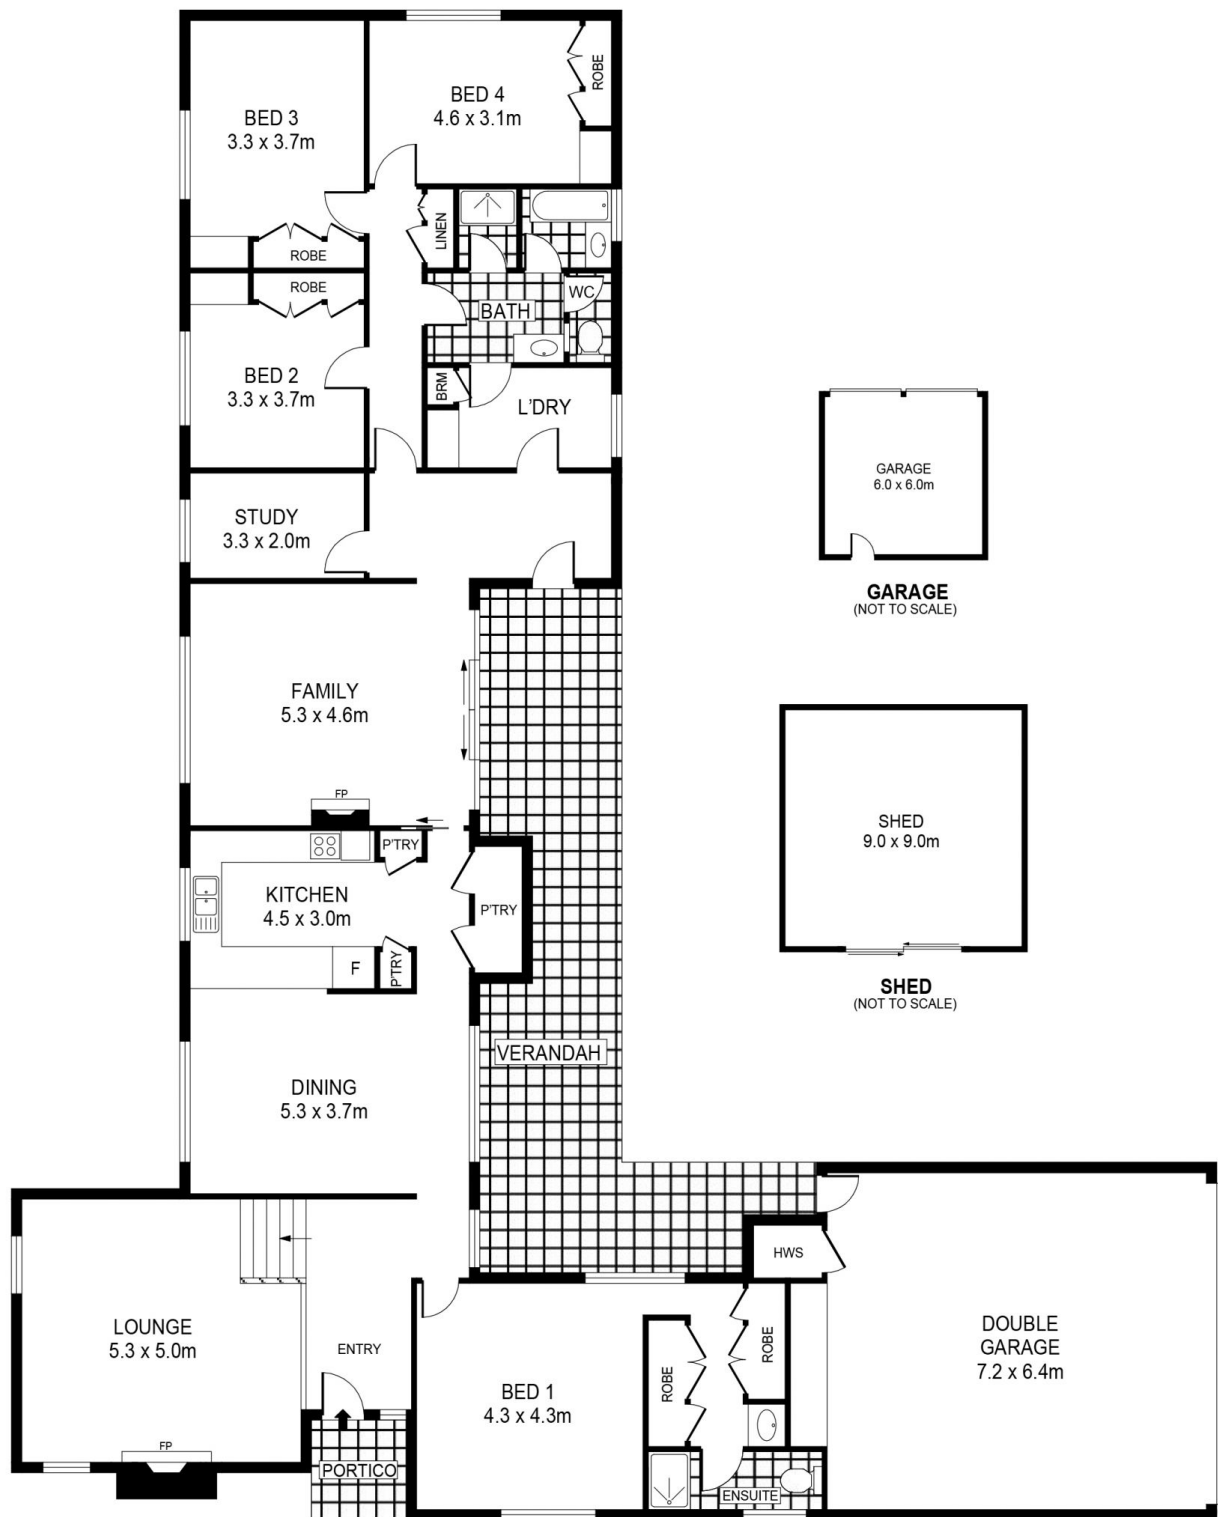 BED 3
3.3 x 3.7m
BED 4
4.6 x 3.1m
ROBE
LINEN
ROBE
ROBE
WC
BATH
BED 2
3.3 x 3.7m
BRM
L'DRY
GARAGE
6.0 x 6.0m
GARAGE
(NOT TO SCALE)
STUDY
3.3 x 2.0m
FAMILY
5.3 x 4.6m
FP
P'TRY
KITCHEN
4.5 x 3.0m
P'TRY
F
P'TRY
SHED
9.0 x 9.0m
SHED
(NOT TO SCALE)
VERANDAH
DINING
5.3 x 3.7m
HWS
LOUNGE
5.3 x 5.0m
ENTRY
ROBE
ROBE
DOUBLE
GARAGE
7.2 x 6.4m
BED 1
4.3 x 4.3m
FP
PORTICO
ENSUITE